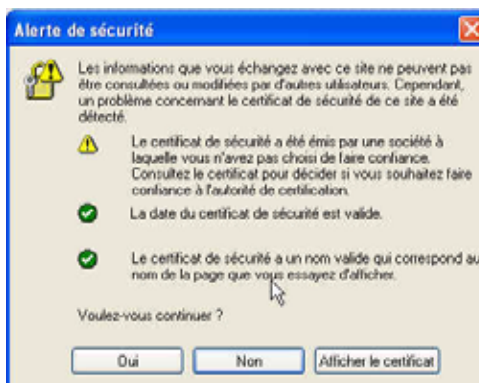 Alerte de sécurité
Les informations que vous échangez avec ce site ne peuvent pas
être consultées ou modifiées par d'autres utilisateurs. Cependant,
un problème concernant le certificat de sécurité de ce site a été
détecté.
Le certificat de sécurité a été émis par une société à
laquelle vous n'avez pas choisi de faire confiance.
Consultez le certificat pour décider si vous souhaitez faire
confiance à l'autorité de certification.
La date du certificat de sécurité est valide.
Le certificat de sécurité a un nom valide qui correspond au
nom de la page que vous essayez d'afficher.
Voulez-vous continuer ?
Oui
Non
Afficher le certificat